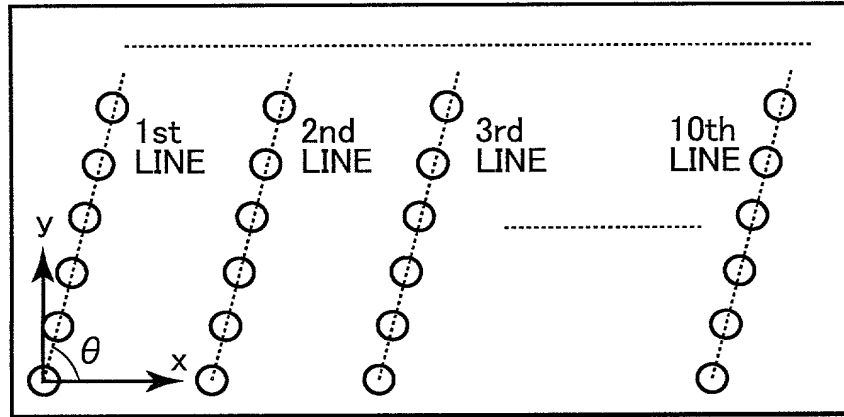 1st
LINE
2nd
LINE
3rd
LINE
10th
LINE
y
θ
x